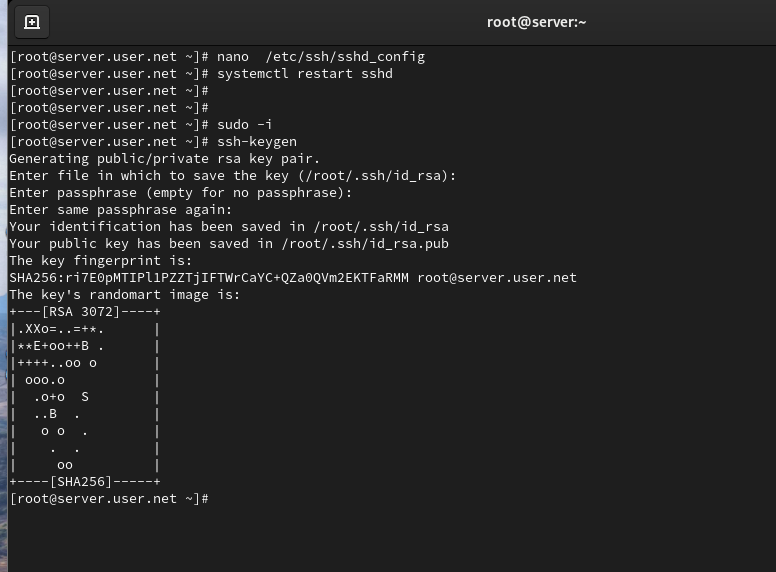 root@server:~
[root@server.user.net ~]# nano  /etc/ssh/sshd_config
[root@server.user.net ~]# systemctl restart sshd
[root@server.user.net ~]#
[root@server.user.net ~]#
[root@server.user.net ~]# sudo -i
[root@server.user.net ~]# ssh-keygen
Generating public/private rsa key pair.
Enter file in which to save the key (/root/.ssh/id_rsa):
Enter passphrase (empty for no passphrase):
Enter same passphrase again:
Your identification has been saved in /root/.ssh/id_rsa
Your public key has been saved in /root/.ssh/id_rsa.pub
The key fingerprint is:
SHA256:ri7E0pMTIPl1PZZTjIFTWrCaYC+QZa0QVm2EKTFaRMM root@server.user.net
The key's randomart image is:
+---[RSA 3072]----+
|.XXo=..=+*.      |
|**E+oo++B .      |
|++++..oo o       |
| ooo.o           |
|  .o+o  S        |
|  ..B  .         |
|   o o  .        |
|    .  .         |
|     oo          |
+----[SHA256]-----+
[root@server.user.net ~]#